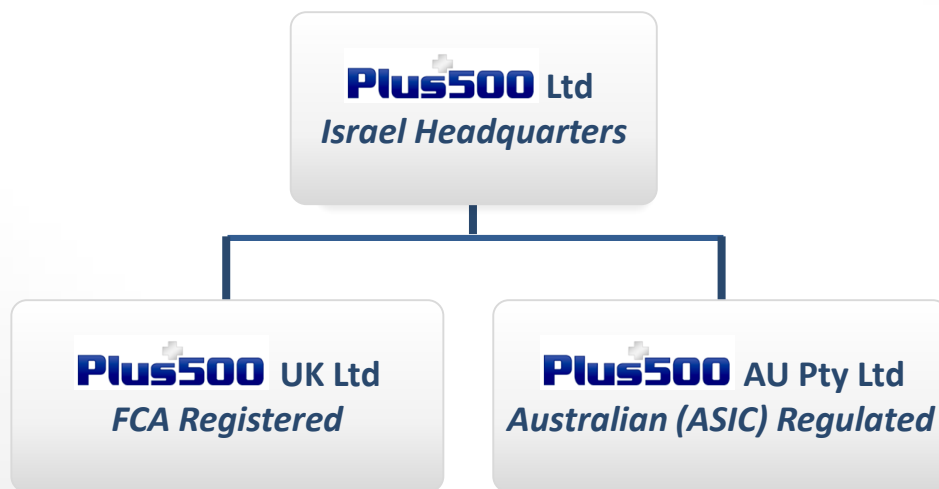 Plus500 Ltd
Israel Headquarters
Plus500 UK Ltd
FCA Registered
Plus500 AU Pty Ltd
Australian (ASIC) Regulated